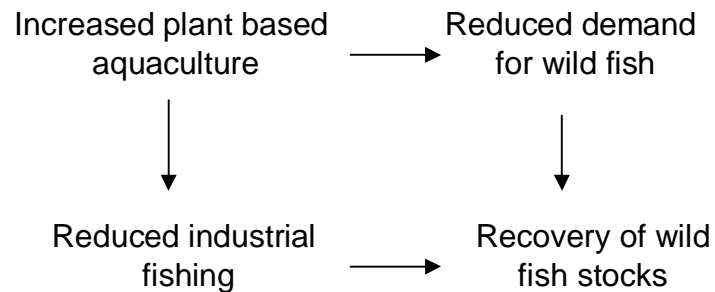 Increased plant based
aquaculture
Reduced demand
for wild fish
Reduced industrial
fishing
Recovery of wild
fish stocks